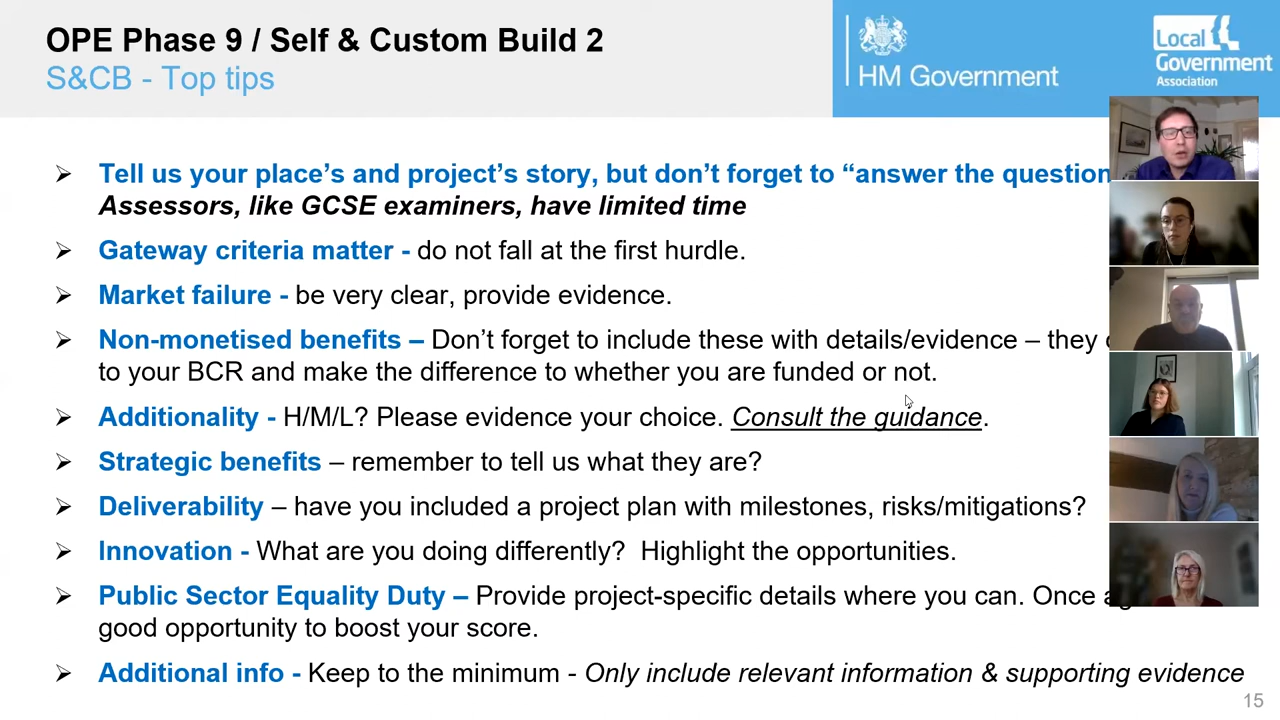 OPE Phase 9 / Self & Custom Build 2
S&CB - Top tips
HM Government
Local
Government
Association
➢ Tell us your place’s and project’s story, but don’t forget to “answer the question
Assessors, like GCSE examiners, have limited time
➢ Gateway criteria matter - do not fall at the first hurdle.
➢ Market failure - be very clear, provide evidence.
➢ Non-monetised benefits – Don’t forget to include these with details/evidence – they
to your BCR and make the difference to whether you are funded or not.
➢ Additionality - H/M/L? Please evidence your choice. Consult the guidance.
➢ Strategic benefits – remember to tell us what they are?
➢ Deliverability – have you included a project plan with milestones, risks/mitigations?
➢ Innovation - What are you doing differently?  Highlight the opportunities.
➢ Public Sector Equality Duty – Provide project-specific details where you can. Once
good opportunity to boost your score.
➢ Additional info - Keep to the minimum - Only include relevant information & supporting evidence
15